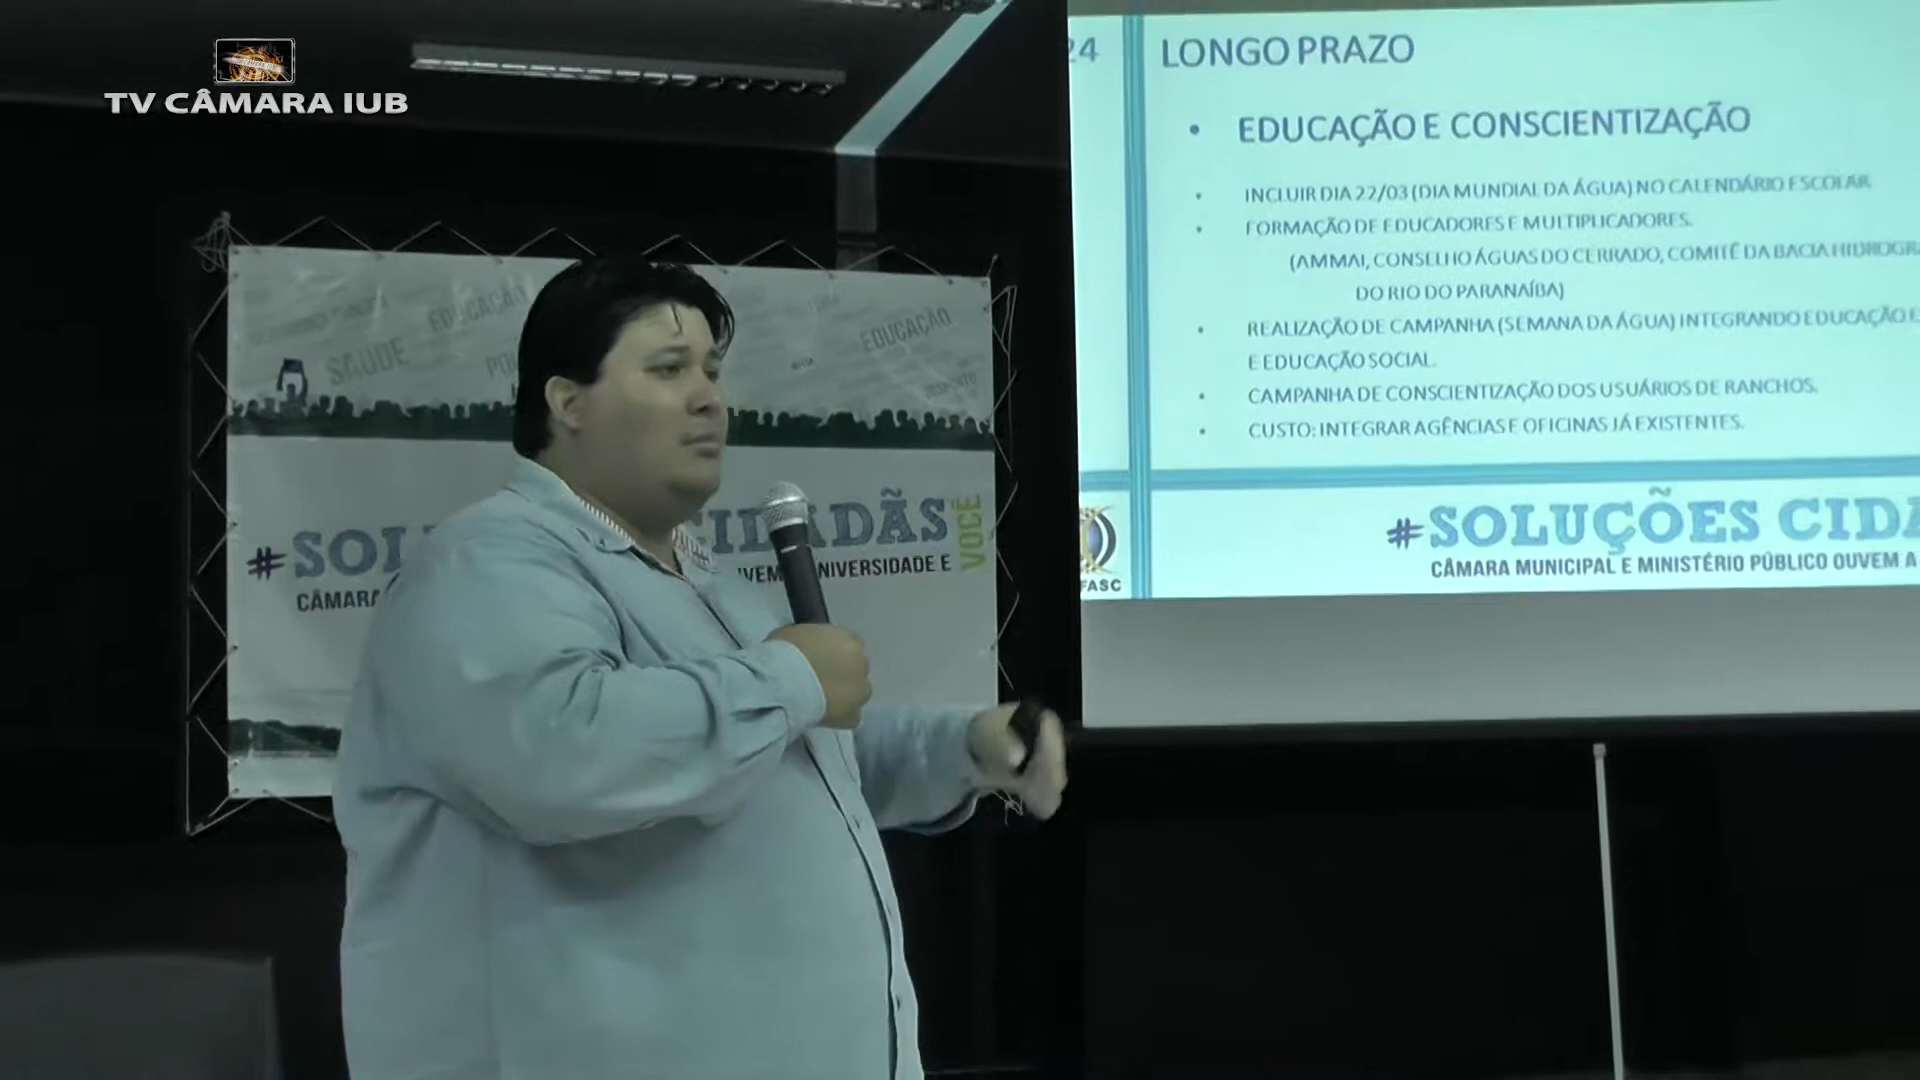 TV CÂMARA IUB
24
LONGO PRAZO
• EDUCAÇÃO E CONSCIENTIZAÇÃO
• INCLUIR DIA 22/03 (DIA MUNDIAL DA ÁGUA) NO CALENDÁRIO ESCOLAR
• FORMAÇÃO DE EDUCADORES E MULTIPLICADORES.
(AMMAI, CONSELHO ÁGUAS DO CERRADO, COMITÊ DA BACIA HIDROGRA
DO RIO DO PARANAÍBA)
• REALIZAÇÃO DE CAMPANHA (SEMANA DA ÁGUA) INTEGRANDO EDUCAÇÃO E
E EDUCAÇÃO SOCIAL.
• CAMPANHA DE CONSCIENTIZAÇÃO DOS USUÁRIOS DE RANCHOS.
• CUSTO: INTEGRAR AGÊNCIAS E OFICINAS JÁ EXISTENTES.
FASC
#SOLUÇÕES CIDA
CÂMARA MUNICIPAL E MINISTÉRIO PÚBLICO OUVEM A
EDUCAÇÃO
SAÚDE
EDUCAÇÃO
#SOL CIDADÃS
VOCÊ
CÂMARA UVEM UNIVERSIDADE E